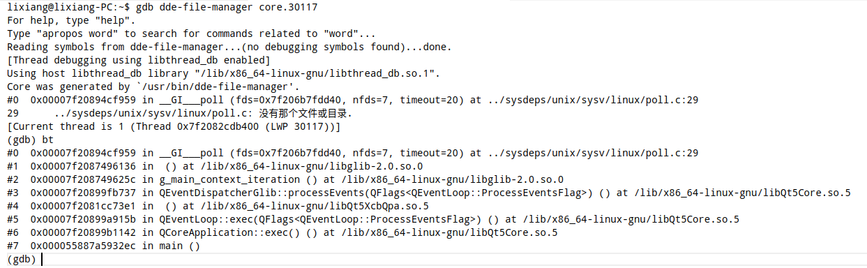 lixiang@lixiang-PC:~$ gdb dde-file-manager core.30117
For help, type "help".
Type "apropos word" to search for commands related to "word"...
Reading symbols from dde-file-manager...(no debugging symbols found)...done.
[Thread debugging using libthread_db enabled]
Using host libthread_db library "/lib/x86_64-linux-gnu/libthread_db.so.1".
Core was generated by `/usr/bin/dde-file-manager'.
#0  0x00007f20894cf959 in __GI___poll (fds=0x7f206b7fdd40, nfds=7, timeout=20) at ../sysdeps/unix/sysv/linux/poll.c:29
29      ../sysdeps/unix/sysv/linux/poll.c: 没有那个文件或目录.
[Current thread is 1 (Thread 0x7f2082cdb400 (LWP 30117))]
(gdb) bt
#0  0x00007f20894cf959 in __GI___poll (fds=0x7f206b7fdd40, nfds=7, timeout=20) at ../sysdeps/unix/sysv/linux/poll.c:29
#1  0x00007f2087496136 in  () at /lib/x86_64-linux-gnu/libglib-2.0.so.0
#2  0x00007f208749625c in g_main_context_iteration () at /lib/x86_64-linux-gnu/libglib-2.0.so.0
#3  0x00007f20899fb737 in QEventDispatcherGlib::processEvents(QFlags<QEventLoop::ProcessEventsFlag>) () at /lib/x86_64-linux-gnu/libQt5Core.so.5
#4  0x00007f2081cc73e1 in  () at /lib/x86_64-linux-gnu/libQt5XcbQpa.so.5
#5  0x00007f20899a915b in QEventLoop::exec(QFlags<QEventLoop::ProcessEventsFlag>) () at /lib/x86_64-linux-gnu/libQt5Core.so.5
#6  0x00007f20899b1142 in QCoreApplication::exec() () at /lib/x86_64-linux-gnu/libQt5Core.so.5
#7  0x000055887a5932ec in main ()
(gdb)